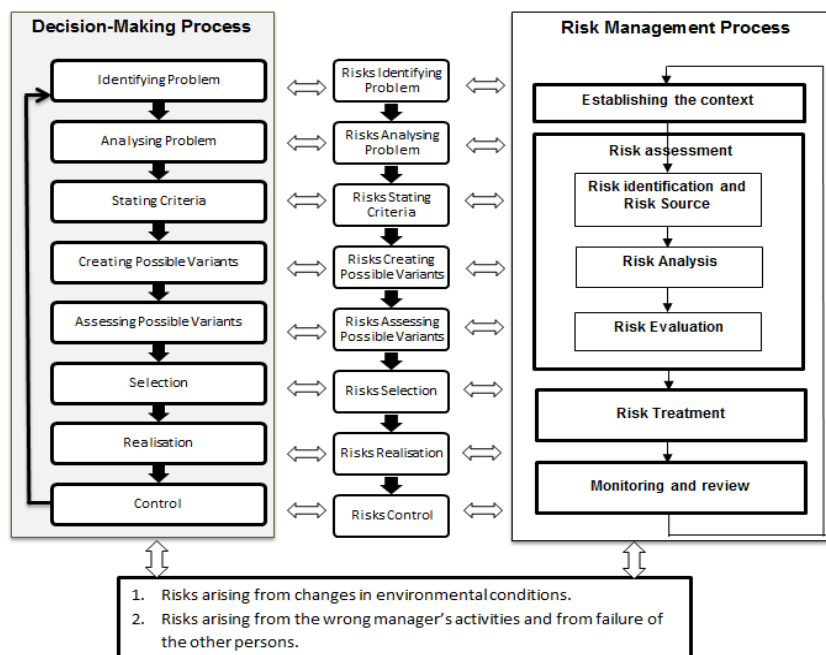 Decision-Making Process
Identifying Problem
Analysing Problem
Stating Criteria
Creating Possible Variants
Assessing Possible Variants
Selection
Realisation
Control
Risks Identifying
Problem
Risks Analysing
Problem
Risks Stating
Criteria
Risks Creating
Possible Variants
Risks Assessing
Possible Variants
Risks Selection
Risks Realisation
Risks Control
Risk Management Process
Establishing the context
Risk assessment
Risk identification and
Risk Source
Risk Analysis
Risk Evaluation
Risk Treatment
Monitoring and review
1. Risks arising from changes in environmental conditions.
2. Risks arising from the wrong manager's activities and from failure of
the other persons.